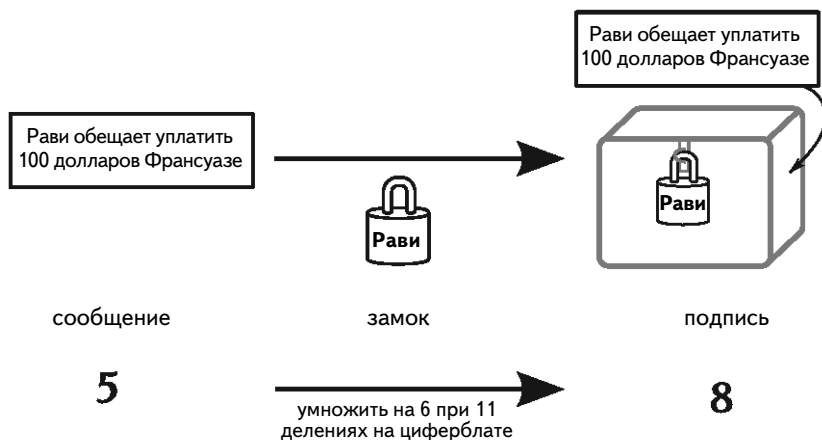 Рави обещает уплатить
100 долларов Франсуазе
Рави обещает уплатить
100 долларов Франсуазе
Рави
Рави
сообщение замок подпись
5 умножить на 6 при 11
делениях на циферблате
8